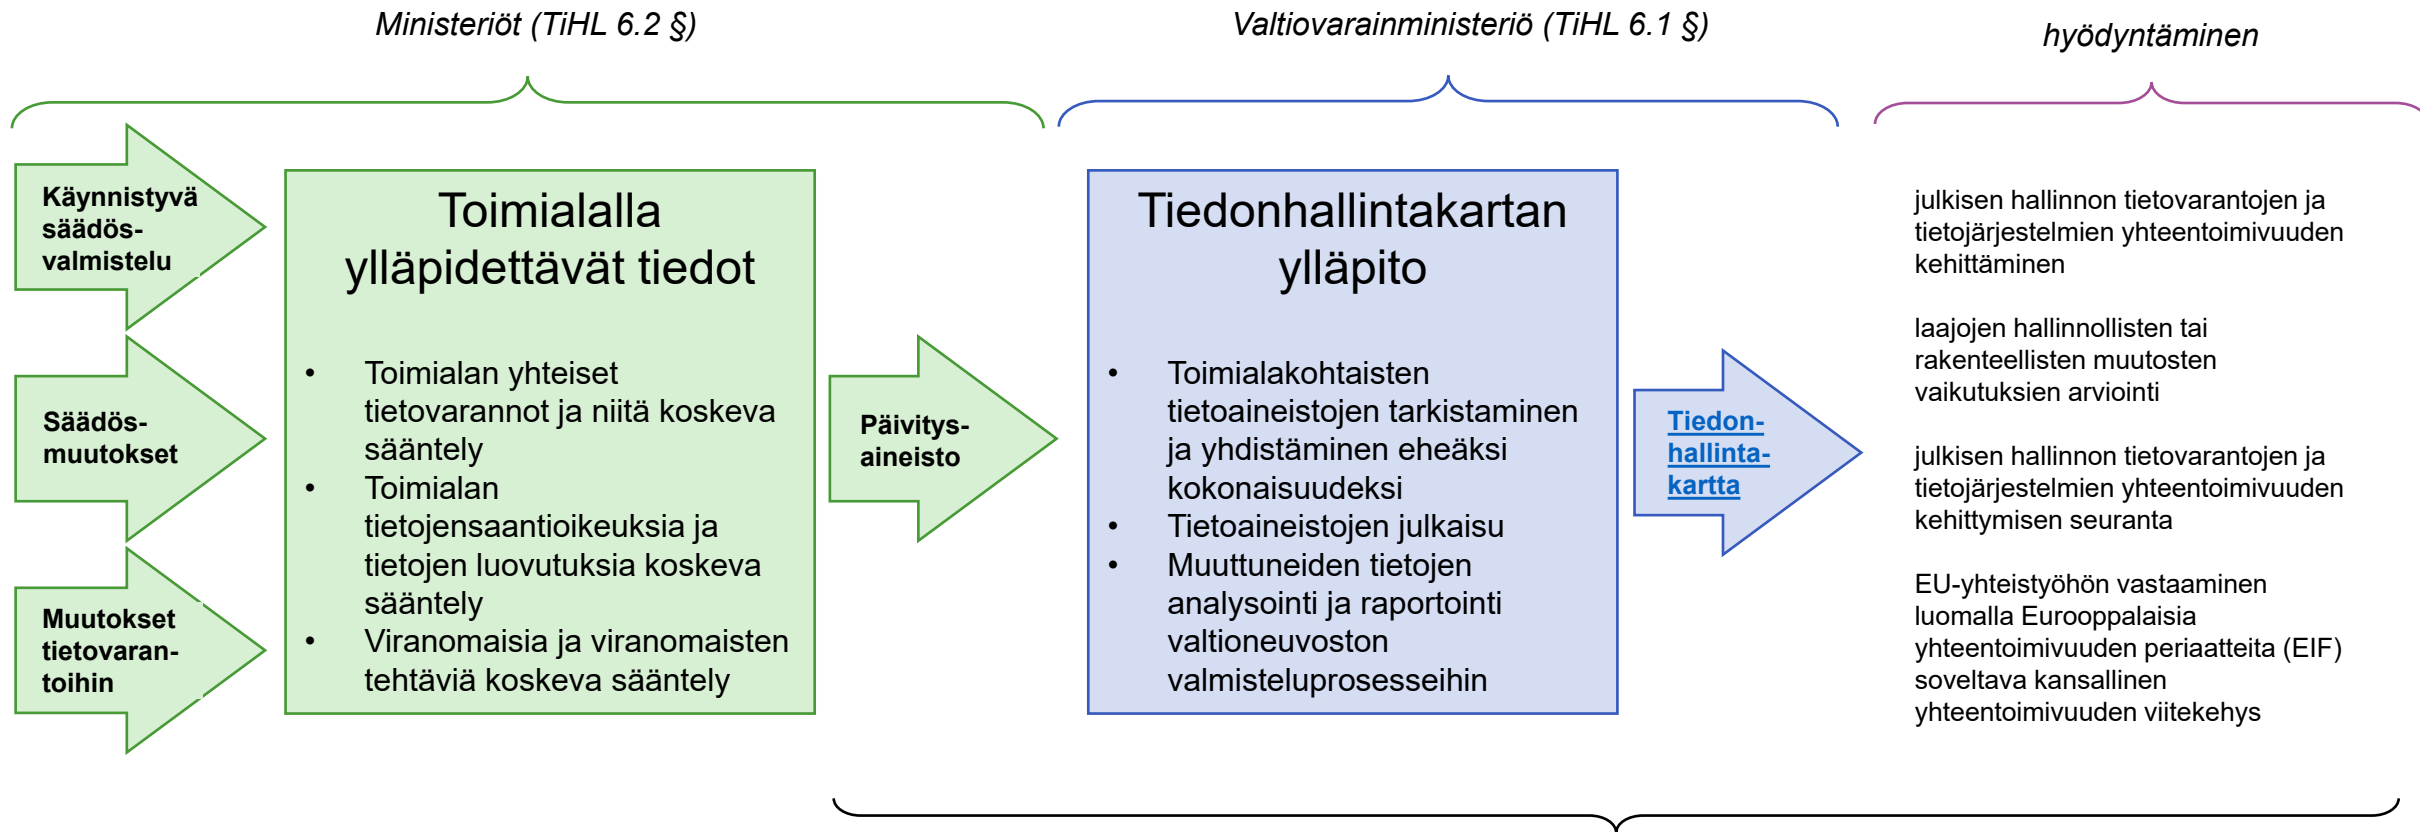 Ministeriöt (TiHL 6.2 §)
Valtiovarainministeriö (TiHL 6.1 §)
hyödyntäminen
Käynnistyvä
säädös-
valmistelu
Säädös-
muutokset
Muutokset
tietovaran-
toihin
Toimialalla
ylläpidettävät tiedot
• Toimialan yhteiset
tietovarannot ja niitä koskeva
sääntely
• Toimialan
tietojensaantioikeuksia ja
tietojen luovutuksia koskeva
sääntely
• Viranomaisia ja viranomaisten
tehtäviä koskeva sääntely
Päivitys-
aineisto
Tiedonhallintakartan
ylläpito
• Toimialakohtaisten
tietoaineistojen tarkistaminen
ja yhdistäminen eheäksi
kokonaisuudeksi
• Tietoaineistojen julkaisu
• Muuttuneiden tietojen
analysointi ja raportointi
valtioneuvoston
valmisteluprosesseihin
Tiedon-
hallinta-
kartta
julkisen hallinnon tietovarantojen ja
tietojärjestelmien yhteentoimivuuden
kehittäminen
laajojen hallinnollisten tai
rakenteellisten muutosten
vaikutuksien arviointi
julkisen hallinnon tietovarantojen ja
tietojärjestelmien yhteentoimivuuden
kehittymisen seuranta
EU-yhteistyöhön vastaaminen
luomalla Eurooppalaisia
yhteentoimivuuden periaatteita (EIF)
soveltava kansallinen
yhteentoimivuuden viitekehys